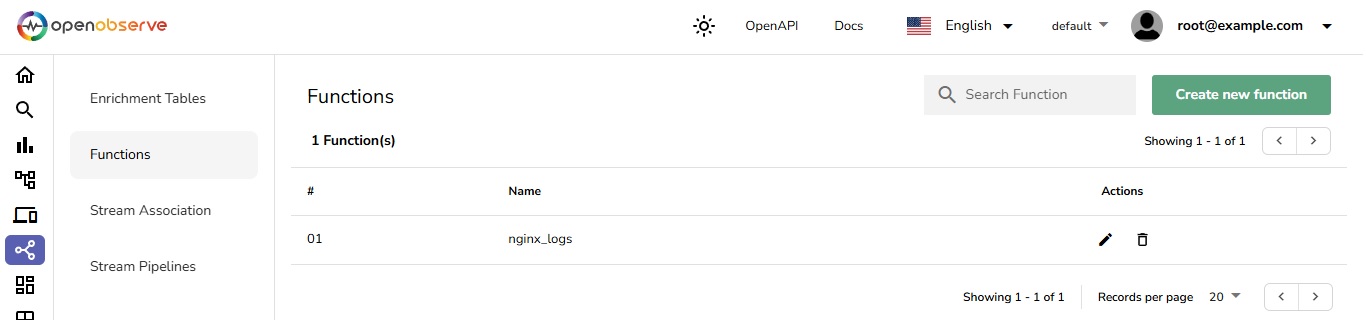 openobserve
OpenAPI
Docs
English
default
root@example.com
Enrichment Tables
Functions
Stream Association
Stream Pipelines
Functions
Search Function
Create new function
1 Function(s)
Showing 1 - 1 of 1
# Name Actions
01 nginx_logs
Showing 1 - 1 of 1
Records per page 20